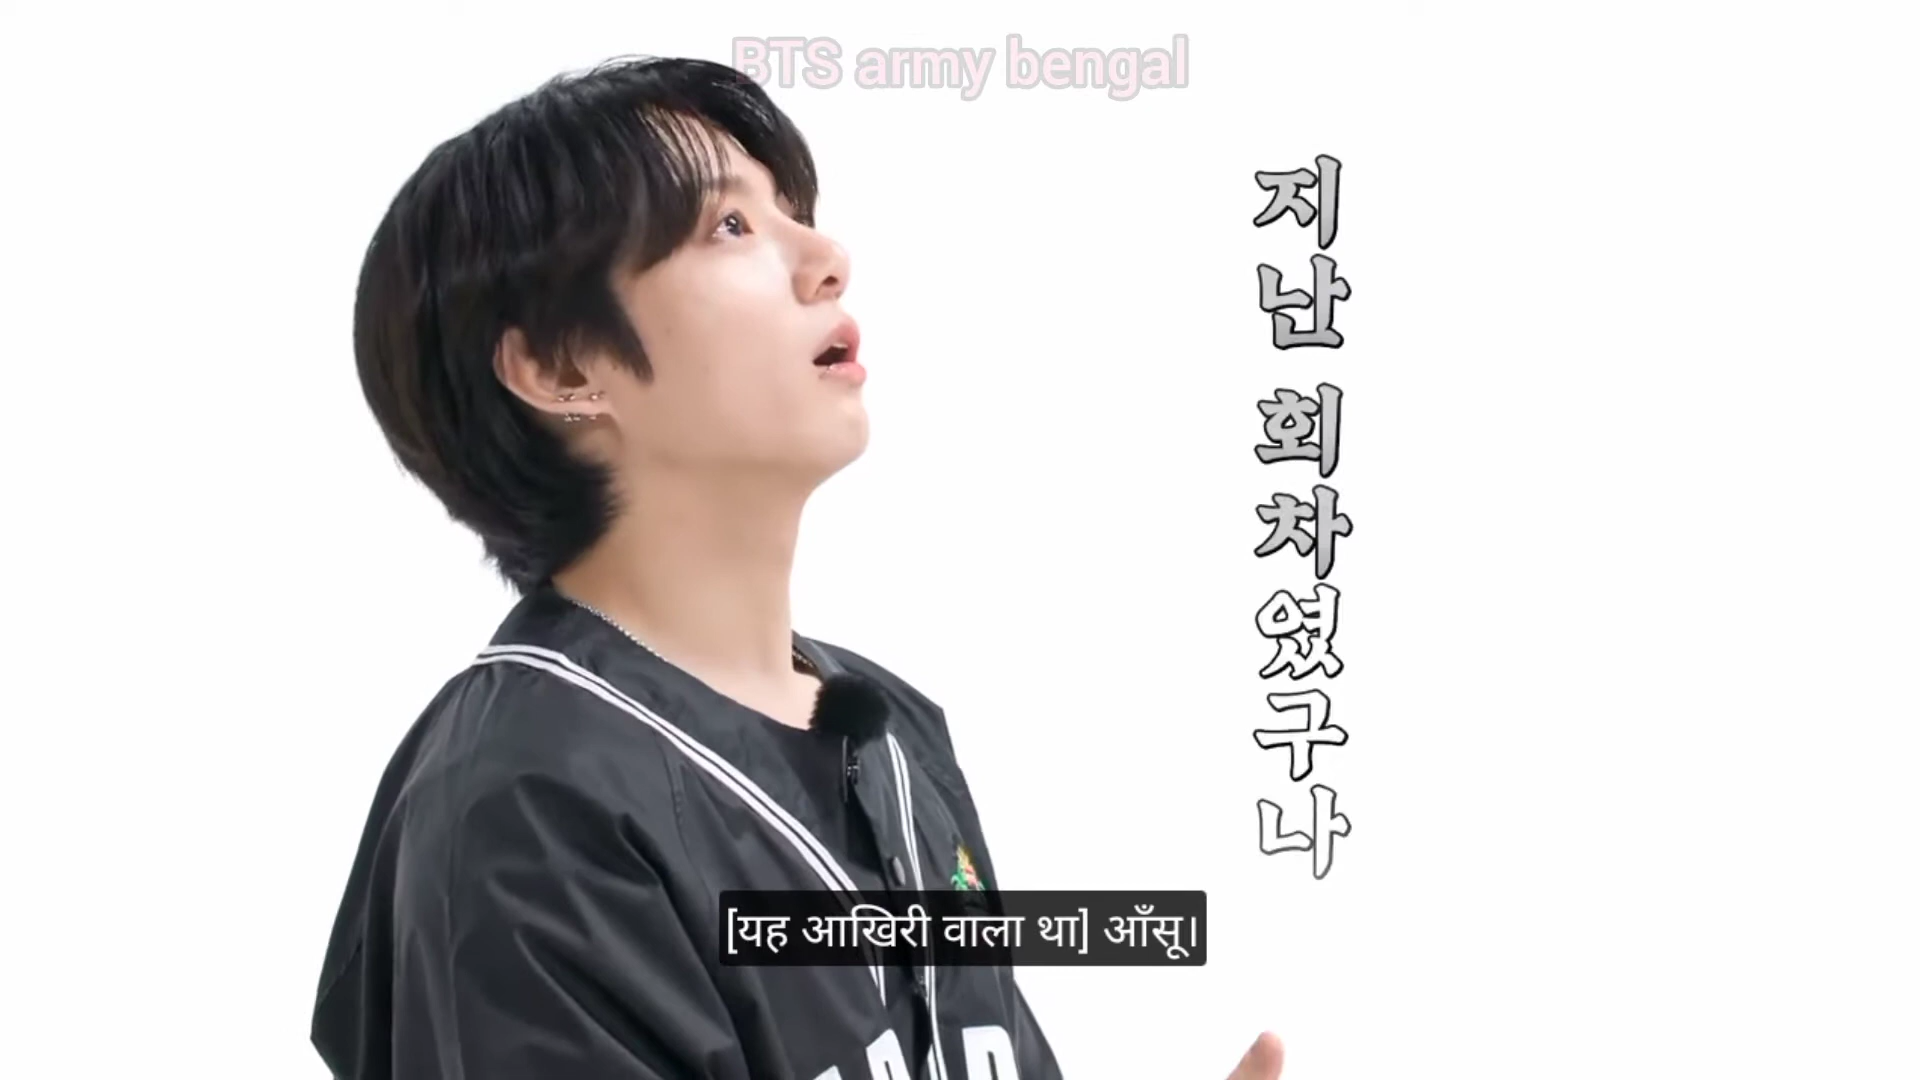 BTS army bengal
지난 회차였구나
[यह आखिरी वाला था] आँसू।